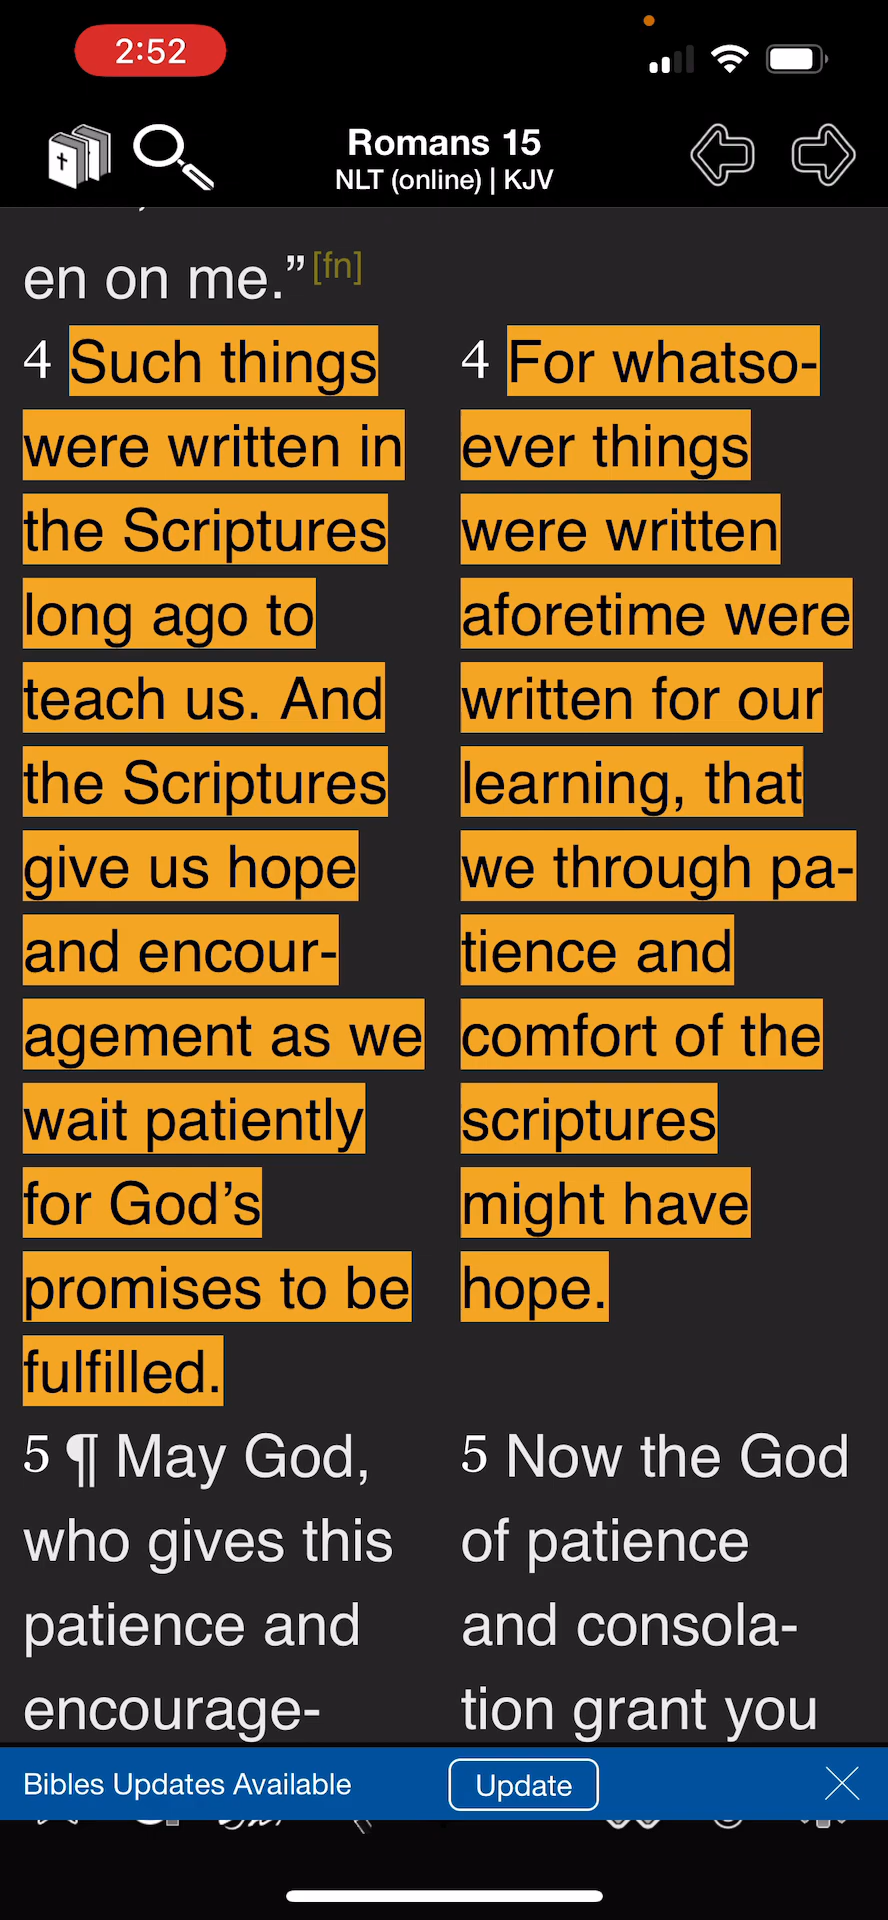 2:52
Romans 15
NLT (online) | KJV
en on me.” [fn]
4 Such things
were written in
the Scriptures
long ago to
teach us. And
the Scriptures
give us hope
and encour-
agement as we
wait patiently
for God’s
promises to be
fulfilled.
5 ¶ May God,
who gives this
patience and
encourage-
4 For whatso-
ever things
were written
aforetime were
written for our
learning, that
we through pa-
tience and
comfort of the
scriptures
might have
hope.
5 Now the God
of patience
and consola-
tion grant you
Bibles Updates Available
Update